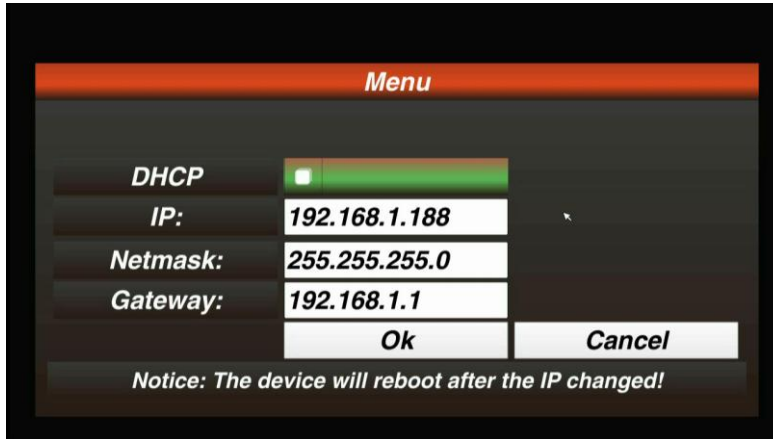 Menu
DHCP
IP: 192.168.1.188
Netmask: 255.255.255.0
Gateway: 192.168.1.1
Ok Cancel
Notice: The device will reboot after the IP changed!